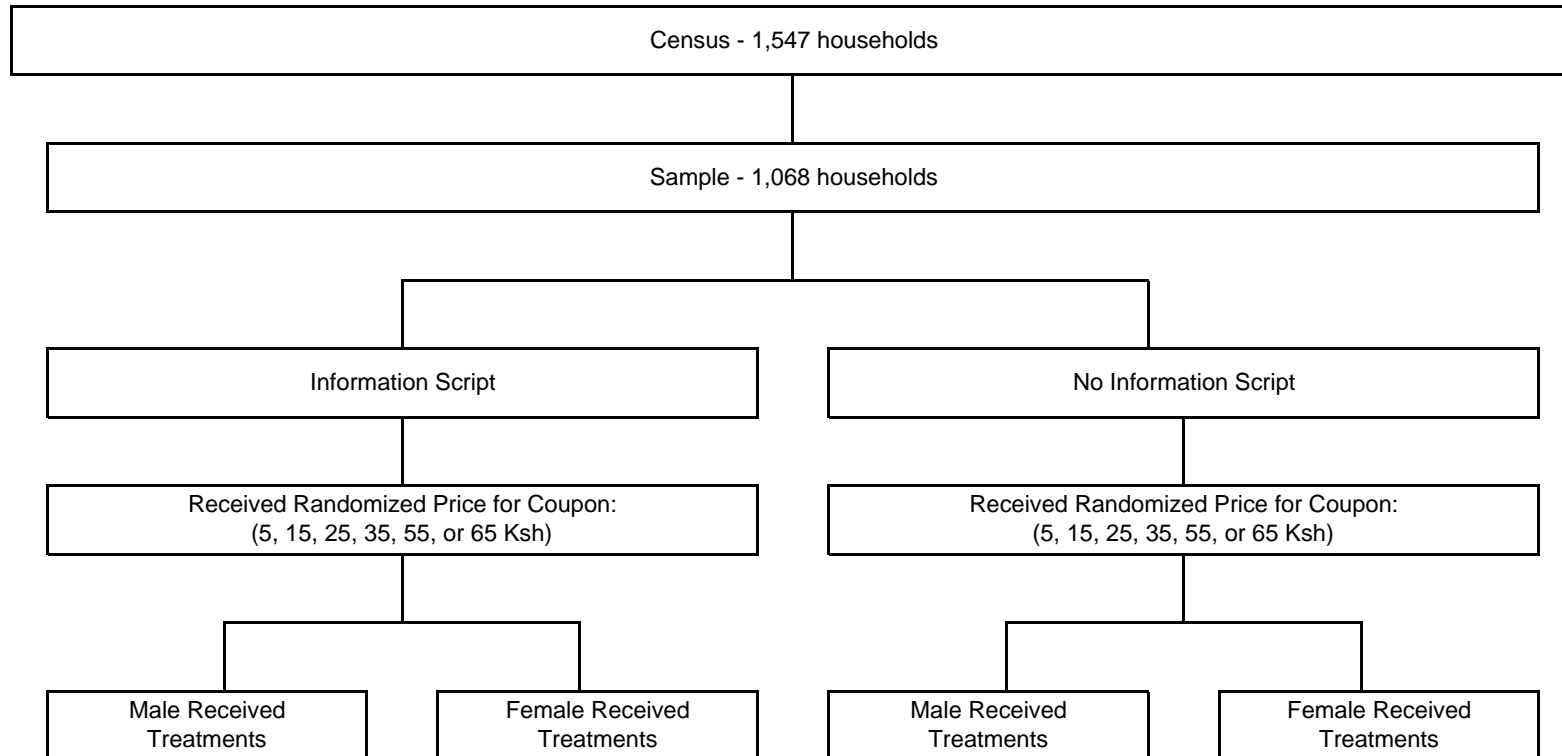 Census - 1,547 households
Sample - 1,068 households
Information Script
No Information Script
Received Randomized Price for Coupon:
(5, 15, 25, 35, 55, or 65 Ksh)
Received Randomized Price for Coupon:
(5, 15, 25, 35, 55, or 65 Ksh)
Male Received
Treatments
Female Received
Treatments
Male Received
Treatments
Female Received
Treatments